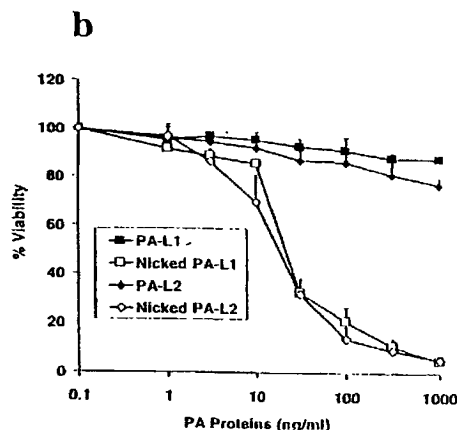 b
120
100
80
60
40
20
0
% Viability
PA-L1
Nicked PA-L1
PA-L2
Nicked PA-L2
0.1
1
10
100
1000
PA Proteins (ng/ml)